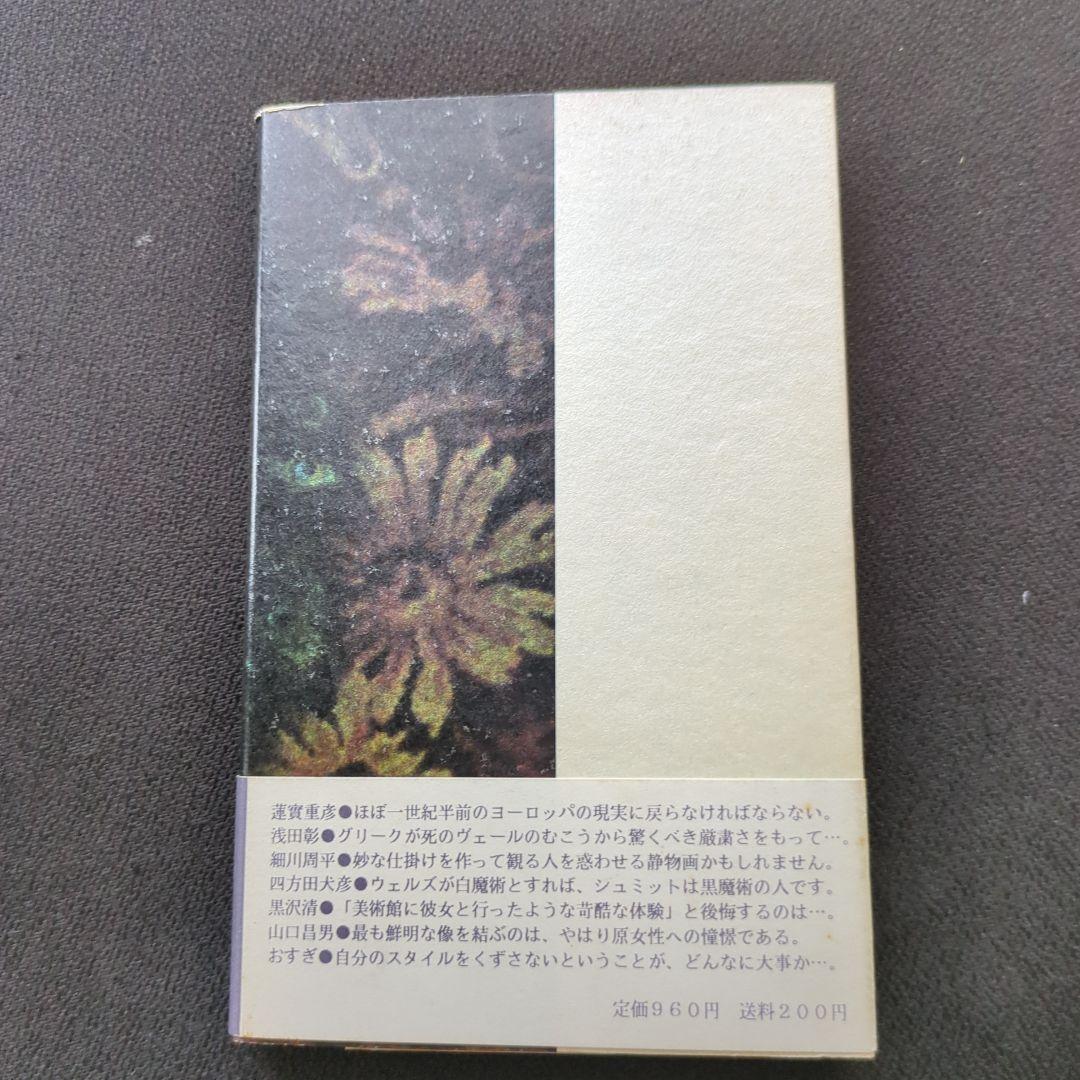 蓮實重彦●ほぼ一世紀半前のヨーロッパの現実に戻らなければならない。
浅田彰●グリークが死のヴェールのむこうから驚くべき厳粛さをもって…。
細川周平●妙な仕掛けを作って観る人を惑わせる静物画かもしれません。
四方田犬彦●ウェルズが白魔術とすれば、シュミットは黒魔術の人です。
黒沢清●「美術館に彼女と行ったような苛酷な体験」と後悔するのは…。
山口昌男●最も鮮明な像を結ぶのは、やはり原女性への憧憬である。
おすぎ●自分のスタイルをくずさないということが、どんなに大事か…。
定価960円 送料200円